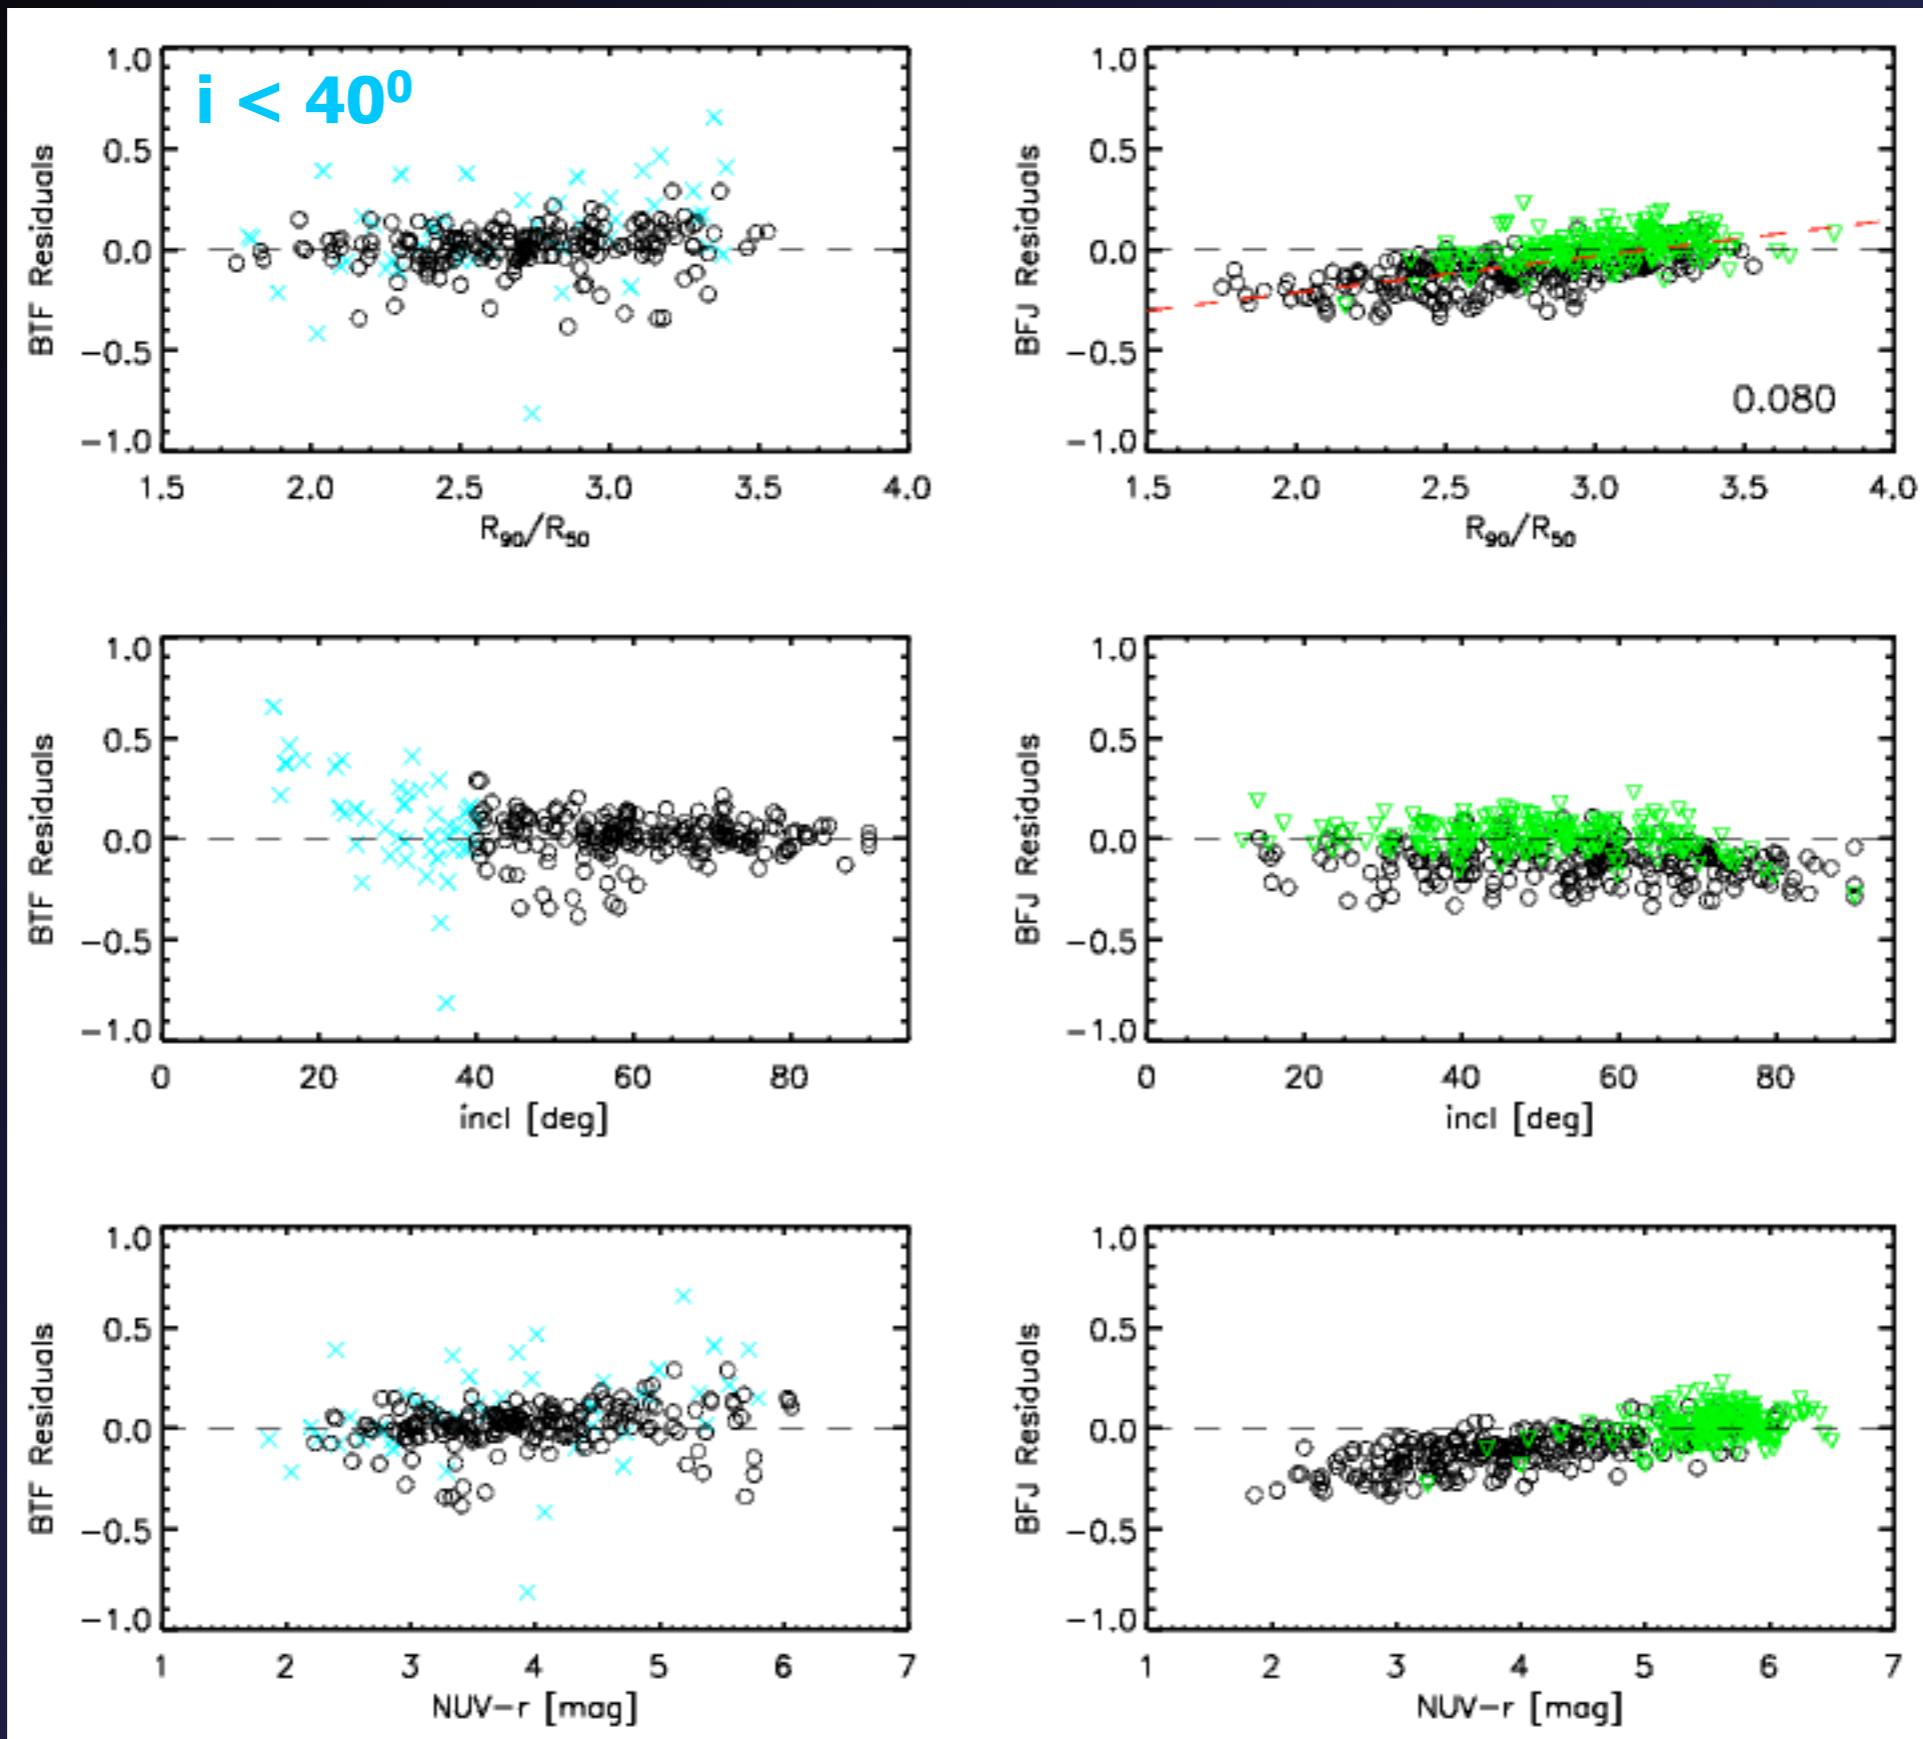 i < 40⁰
1.0
0.5
0.0
−0.5
−1.0
BTF Residuals
1.5 2.0 2.5 3.0 3.5 4.0
R₉₀/R₅₀
1.0
0.5
0.0
−0.5
−1.0
BFJ Residuals
0.080
1.5 2.0 2.5 3.0 3.5 4.0
R₉₀/R₅₀
1.0
0.5
0.0
−0.5
−1.0
BTF Residuals
0 20 40 60 80
incl [deg]
1.0
0.5
0.0
−0.5
−1.0
BFJ Residuals
0 20 40 60 80
incl [deg]
1.0
0.5
0.0
−0.5
−1.0
BTF Residuals
1 2 3 4 5 6 7
NUV−r [mag]
1.0
0.5
0.0
−0.5
−1.0
BFJ Residuals
1 2 3 4 5 6 7
NUV−r [mag]